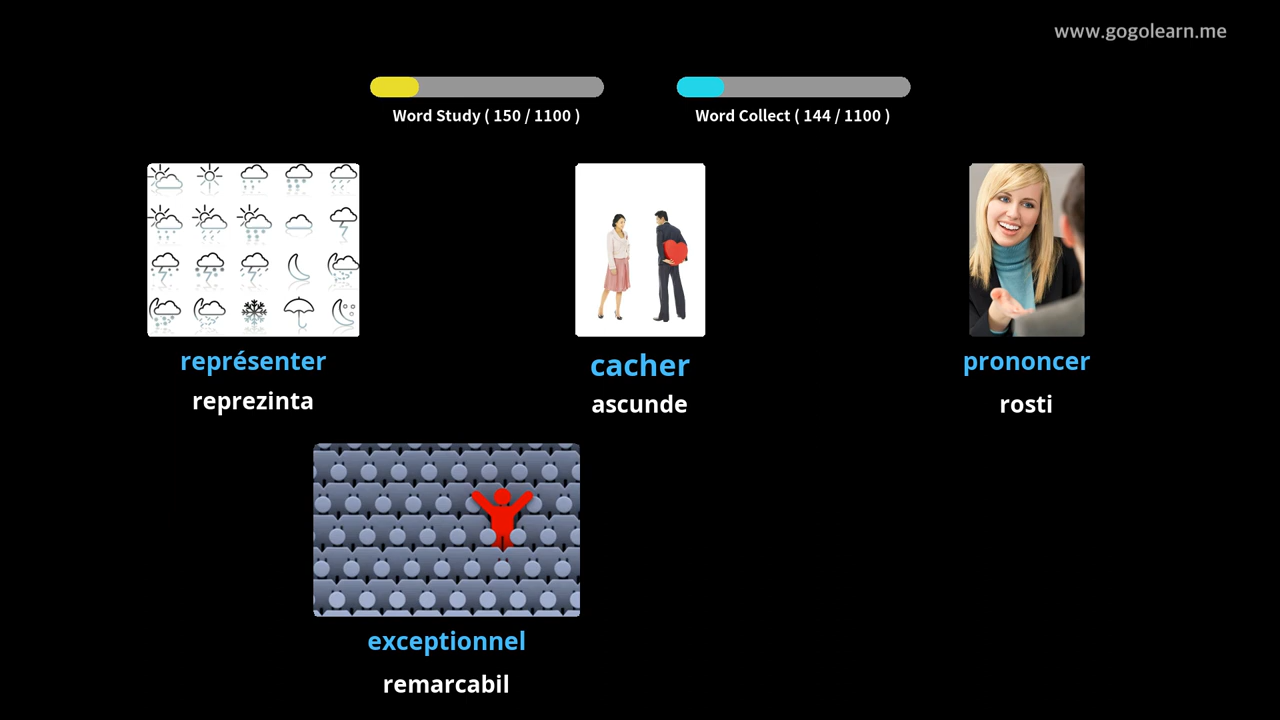 www.gogolearn.me
Word Study ( 150 / 1100 )
Word Collect ( 144 / 1100 )
représenter
cacher
prononcer
reprezinta
ascunde
rosti
exceptionnel
remarcabil